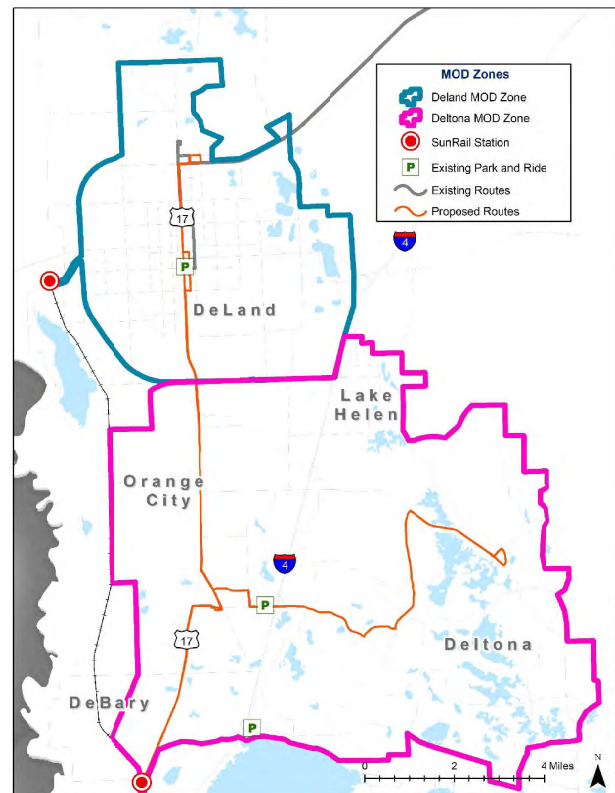 MOD Zones
Deland MOD Zone
Deltona MOD Zone
SunRail Station
P Existing Park and Ride
Existing Routes
Proposed Routes
17
4
P
DeLand
Lake
Helen
Orange
City
4
P
17
Deltona
DeBary
P
0 2 4 Miles
N